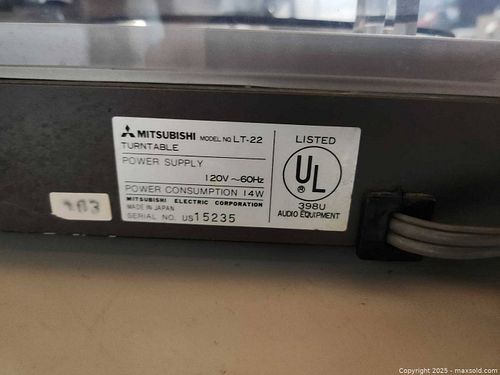 MITSUBISHI MODEL NO. LT-22
TURNTABLE
POWER SUPPLY
120V~60Hz
POWER CONSUMPTION 14W
MITSUBISHI ELECTRIC CORPORATION
MADE IN JAPAN
SERIAL NO. US15235
LISTED
UL
®
398U
AUDIO EQUIPMENT
Copyright © 2025 - maxsold.com